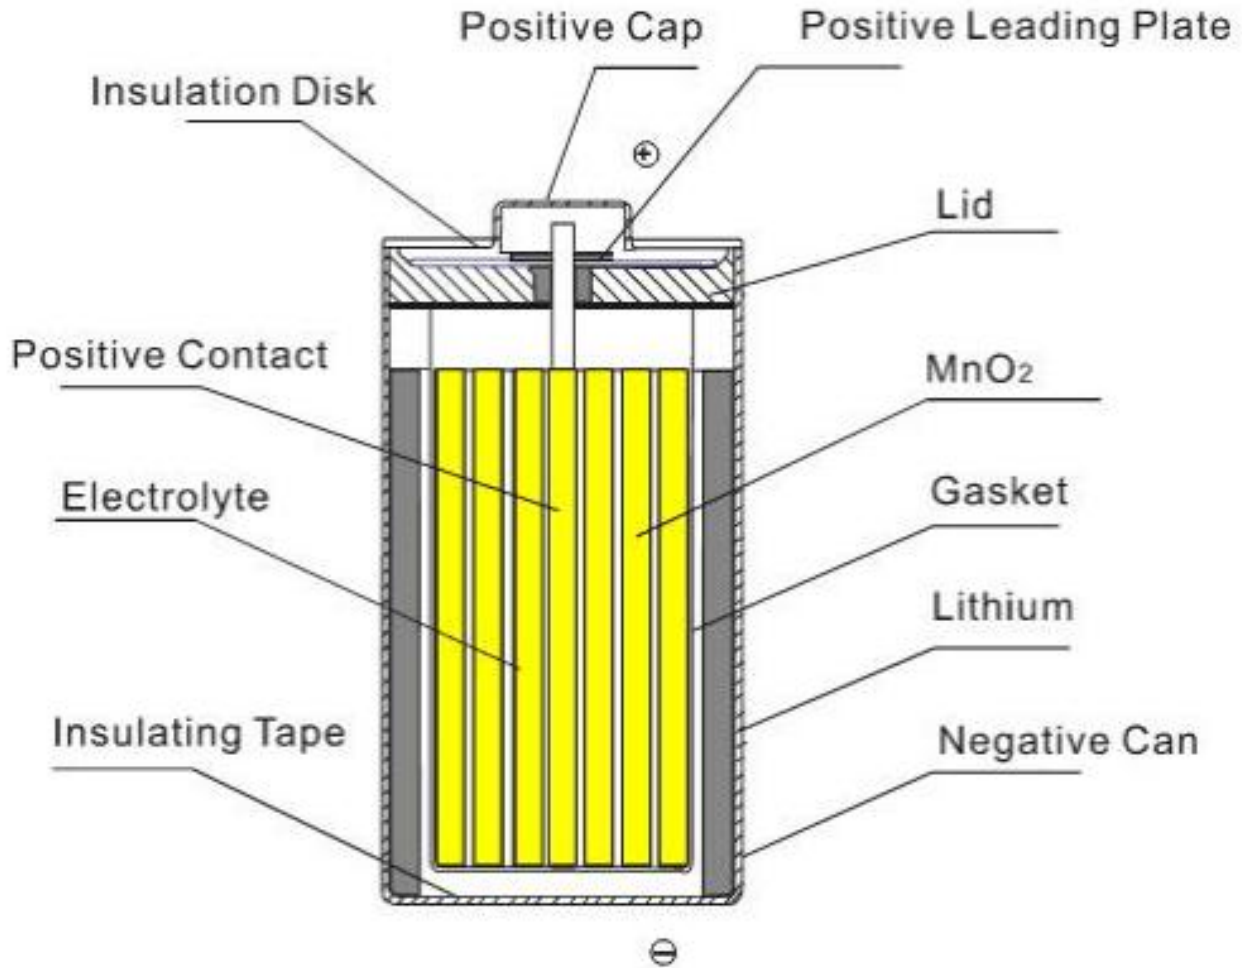 Positive Cap
Positive Leading Plate
Insulation Disk
Lid
Positive Contact
MnO₂
Electrolyte
Gasket
Lithium
Insulating Tape
Negative Can